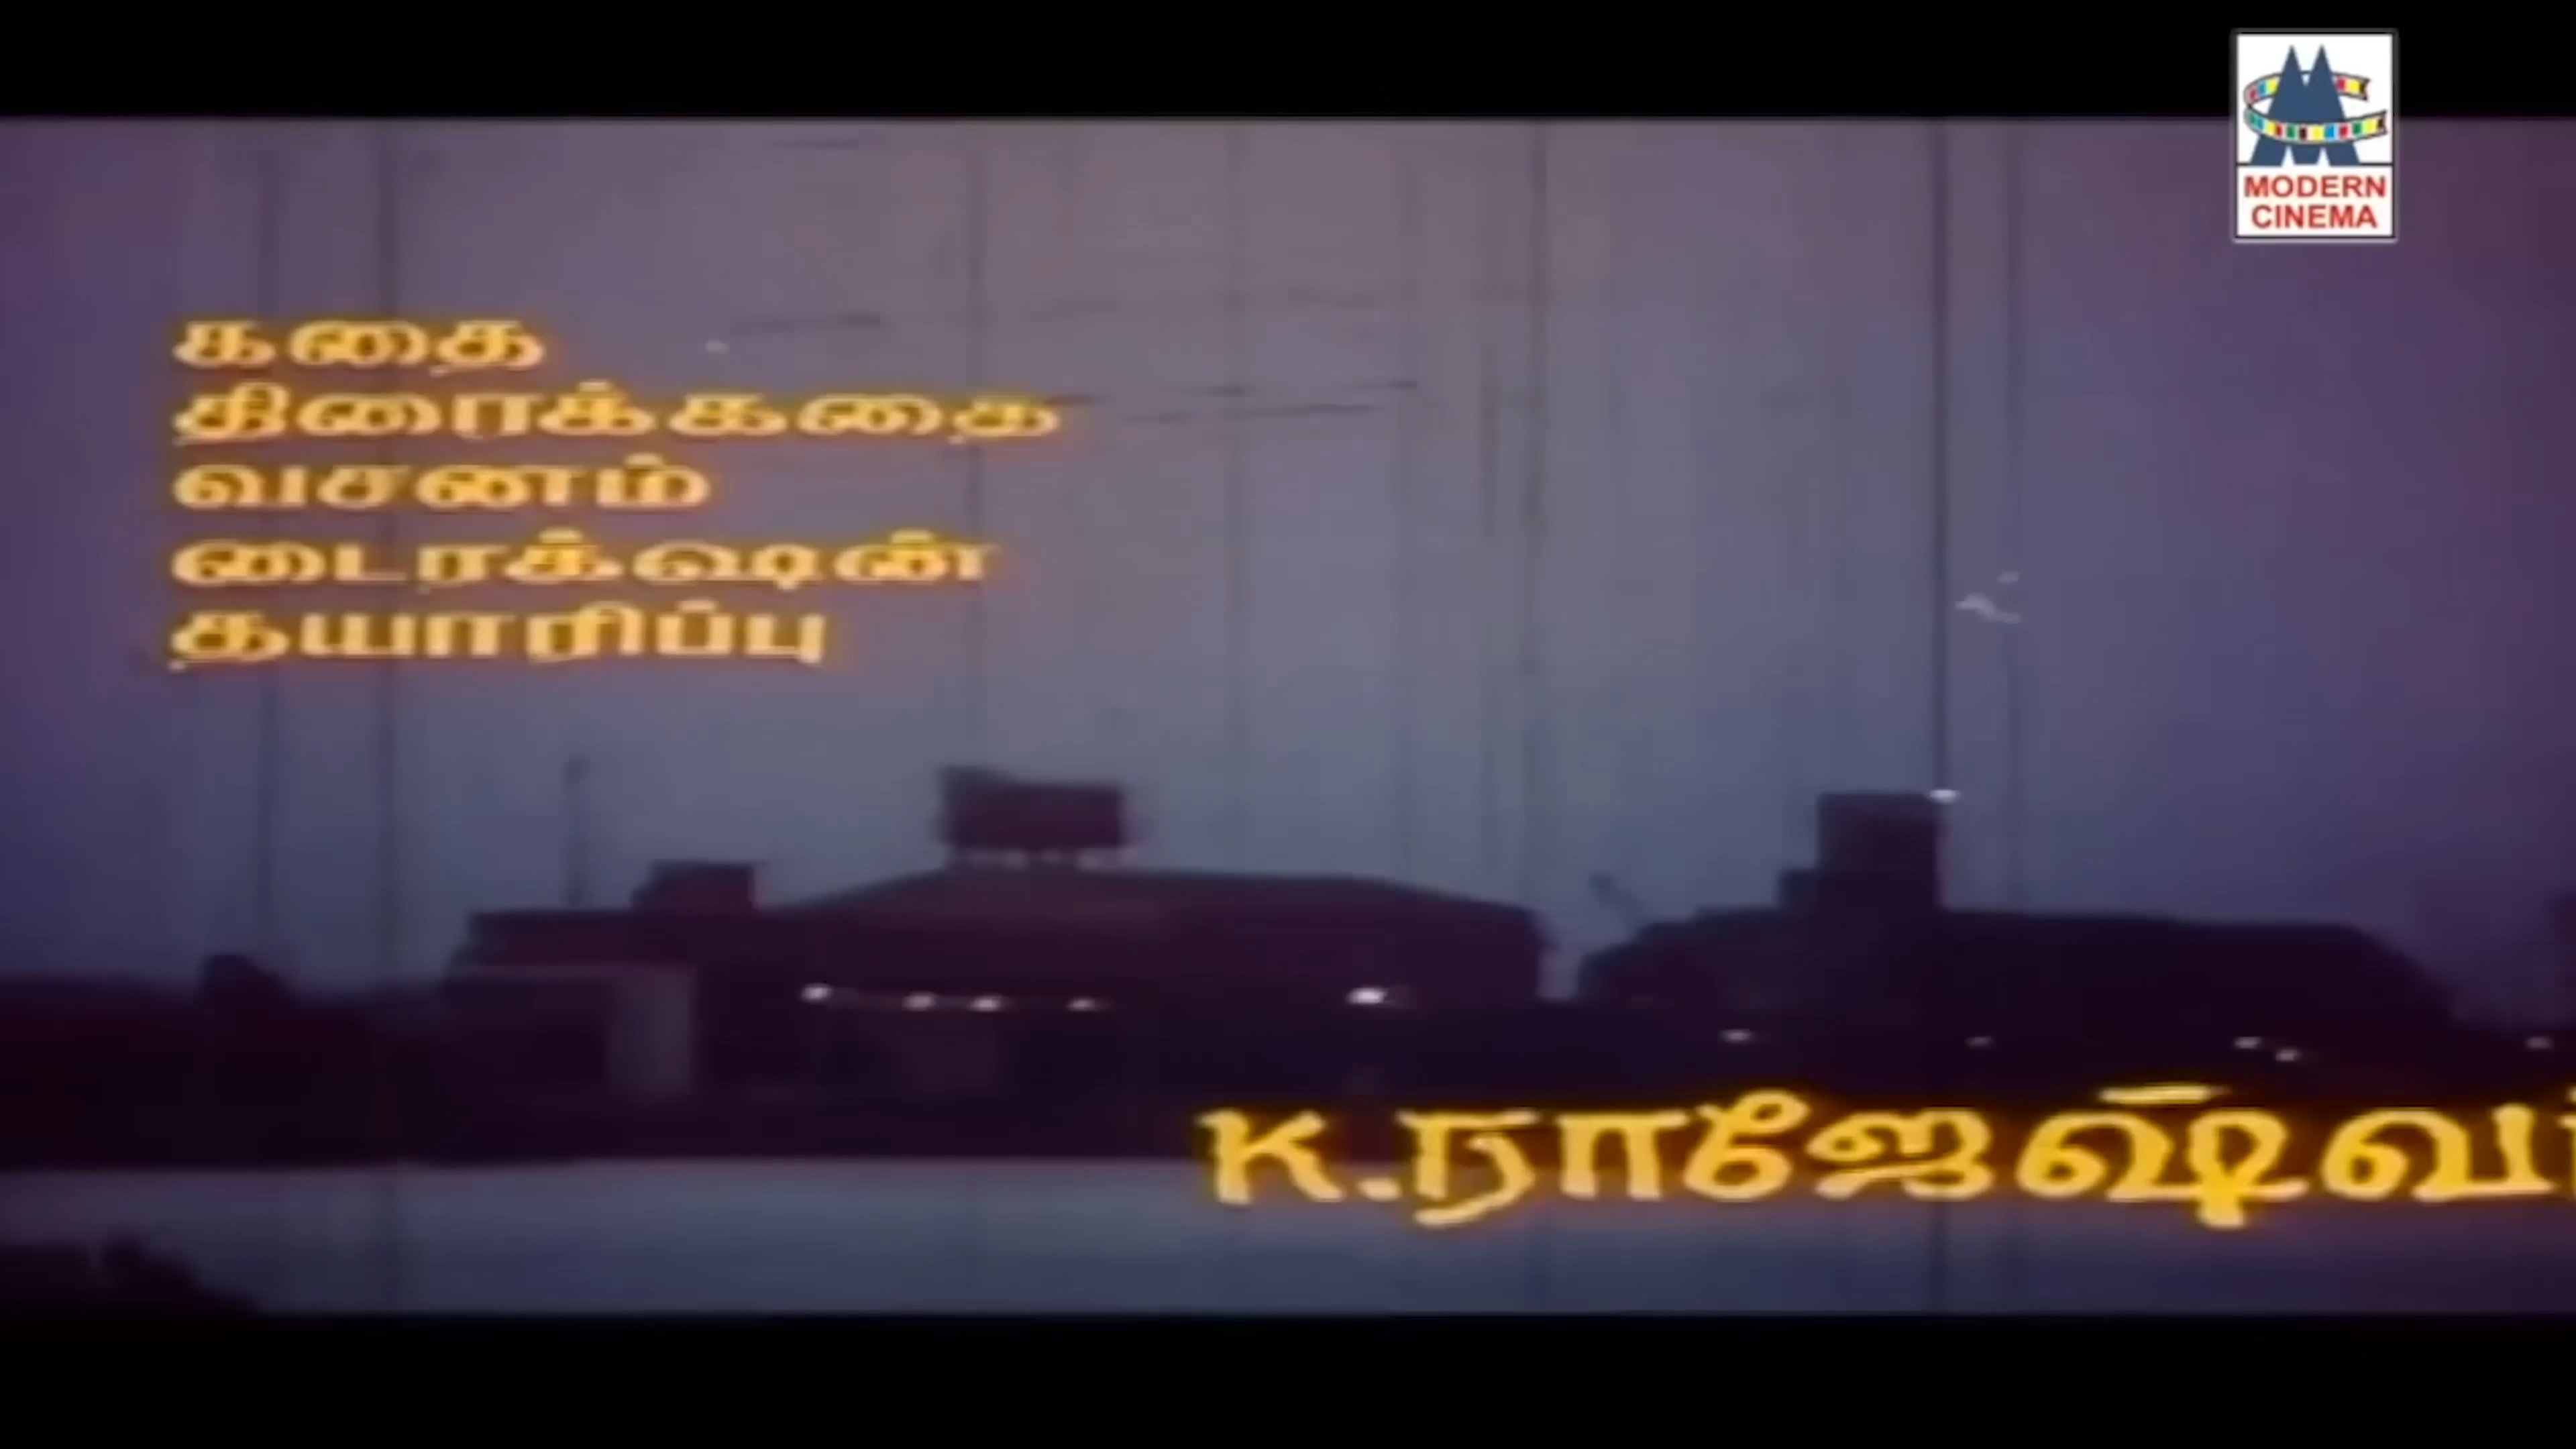 MODERN
CINEMA
கதை
திரைக்கதை
வசனம்
டைரக்ஷன்
தயாரிப்பு
K.ராஜேஷ்வ